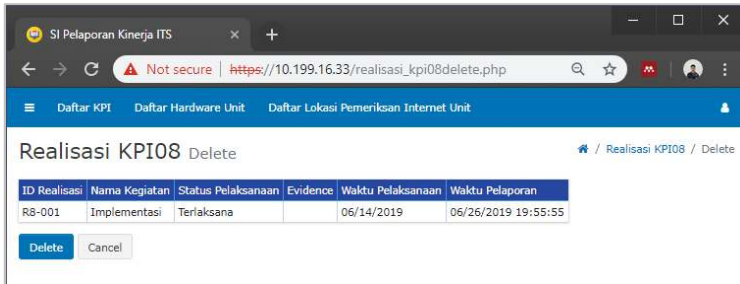 SI Pelaporan Kinerja ITS
Not secure | https://10.199.16.33/realisasi_kpi08delete.php
Daftar KPI Daftar Hardware Unit Daftar Lokasi Pemeriksan Internet Unit
Realisasi KPI08 Delete
/ Realisasi KPI08 / Delete
ID Realisasi Nama Kegiatan Status Pelaksanaan Evidence Waktu Pelaksanaan Waktu Pelaporan
R8-001 Implementasi Terlaksana 06/14/2019 06/26/2019 19:55:55
Delete Cancel